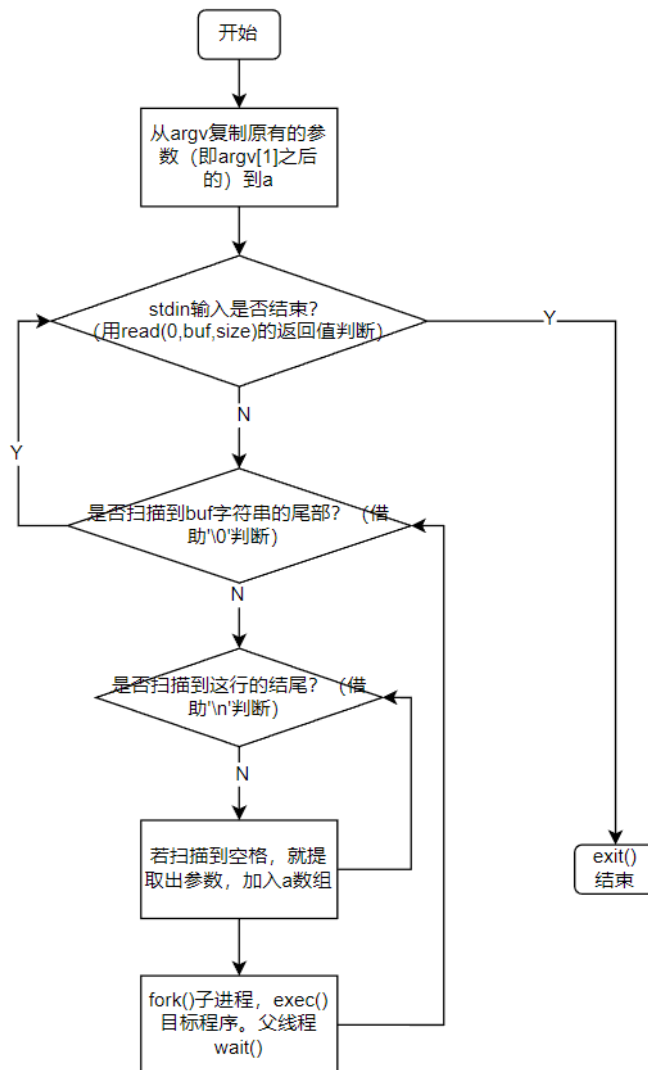 开始
从argv复制原有的参
数（即argv[1]之后
的）到a
stdin输入是否结束?
（用read(0,buf,size)的返回值判断）
Y
N
Y
是否扫描到buf字符串的尾部? （借
助'\0'判断）
N
是否扫描到这行的结尾? （借
助'\n'判断）
N
若扫描到空格，就提
取出参数，加入a数组
exit()
结束
fork()子进程，exec()
目标程序。父线程
wait()